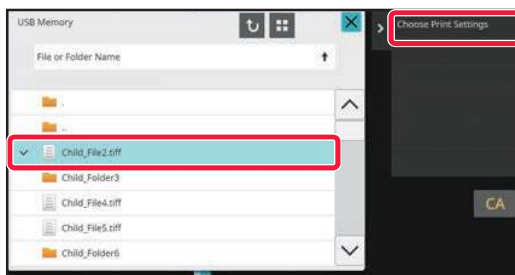 USB Memory
Choose Print Settings
File or Folder Name
.
..
Child_File2.tiff
Child_Folder3
Child_File4.tiff
Child_File5.tiff
Child_Folder6
CA